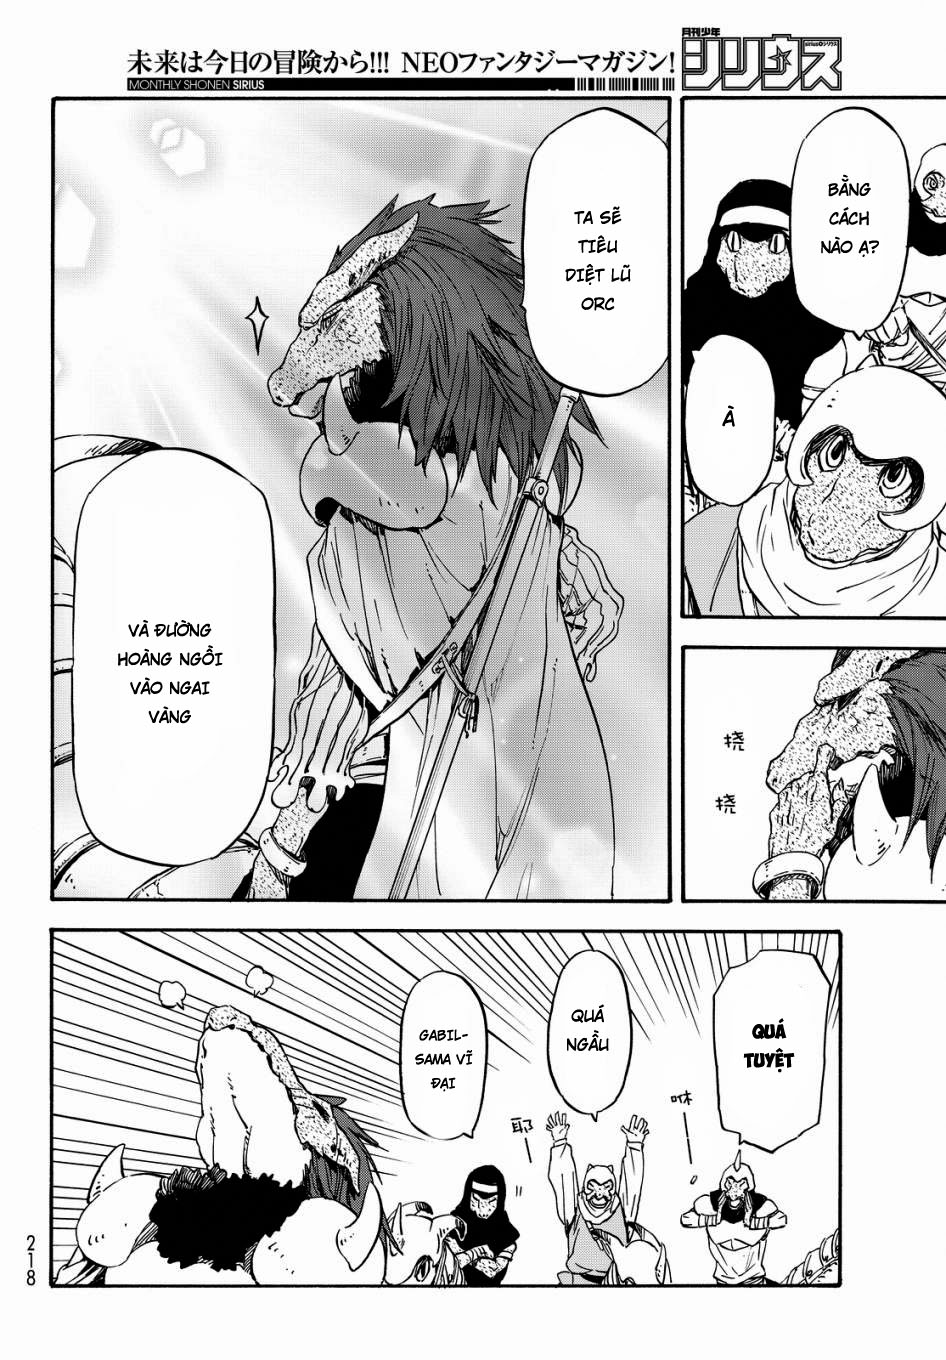 未来は今日の冒険から!!! NEOファンタジーマガジン!
月刊少年
シリウス
MONTHLY SHONEN SIRIUS
BẰNG
CÁCH
NÀO Ạ?
À
TA SẼ
TIÊU
DIỆT LŨ
ORC
VÀ ĐƯỜNG
HOÀNG NGỒI
VÀO NGAI
VÀNG
挠
挠
QUÁ
TUYỆT
QUÁ
NGẦU
GABIL-
SAMA VĨ
ĐẠI
咻
耶
218